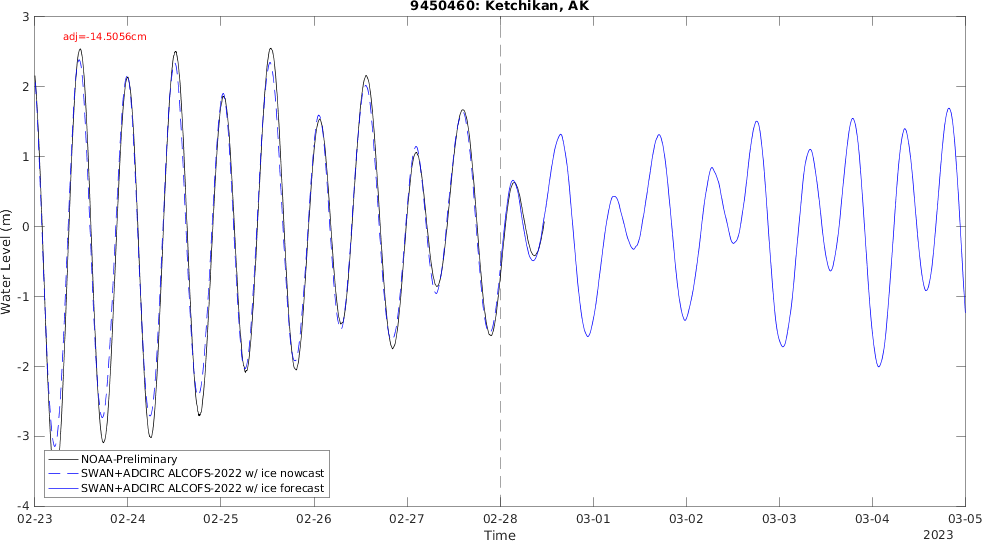 9450460: Ketchikan, AK
adj=-14.5056cm
3
2
1
0
-1
-2
-3
-4
Water Level (m)
NOAA-Preliminary
SWAN+ADCIRC ALCOFS-2022 w/ ice nowcast
SWAN+ADCIRC ALCOFS-2022 w/ ice forecast
02-23 02-24 02-25 02-26 02-27 02-28 03-01 03-02 03-03 03-04 03-05
Time
2023